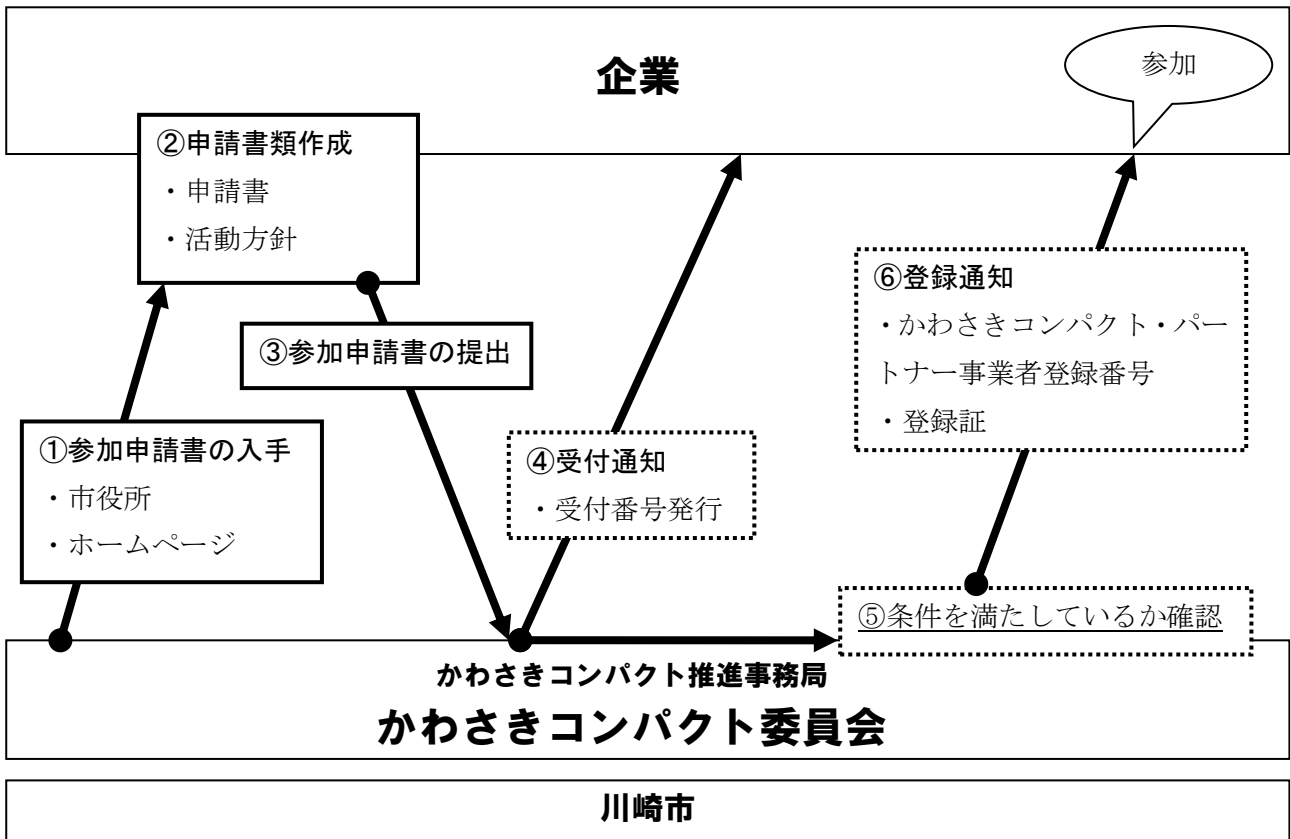 企業
参加
②申請書類作成
・申請書
・活動方針
③参加申請書の提出
①参加申請書の入手
・市役所
・ホームページ
④受付通知
・受付番号発行
⑥登録通知
・かわさきコンパクト・パー
トナー事業者登録番号
・登録証
⑤条件を満たしているか確認
かわさきコンパクト推進事務局
かわさきコンパクト委員会
川崎市